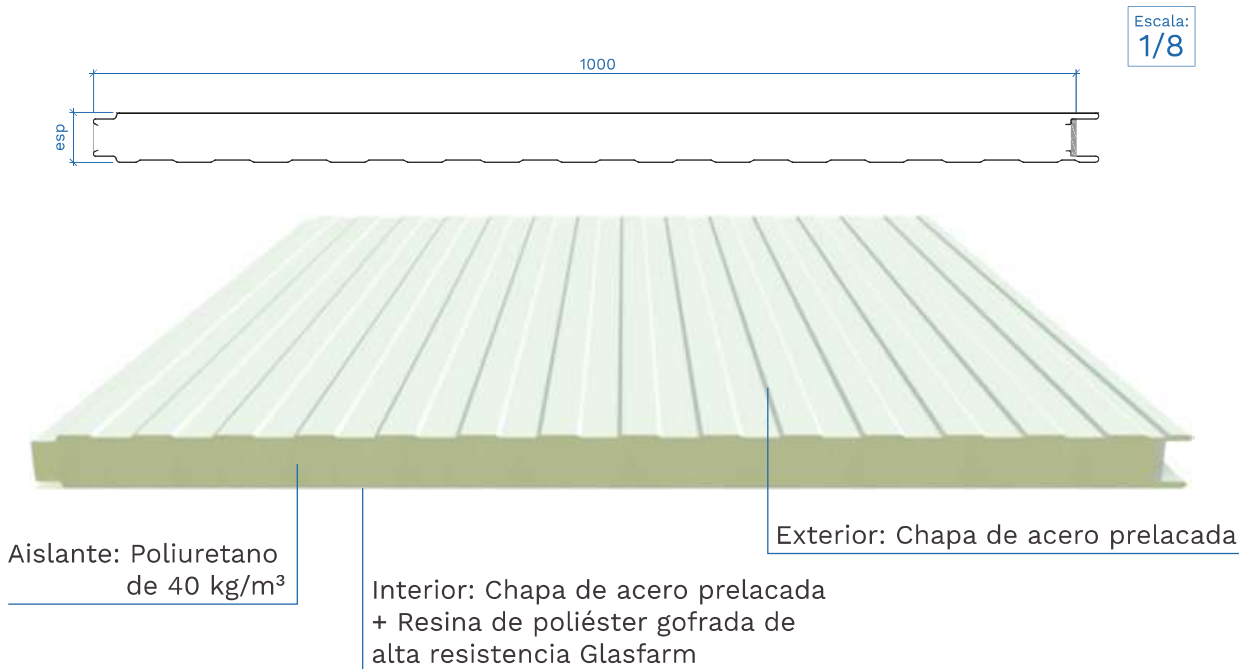 Escala:
1/8
1000
esp
Aislante: Poliuretano
de 40 kg/m³
Interior: Chapa de acero prelacada
+ Resina de poliéster gofrada de
alta resistencia Glasfarm
Exterior: Chapa de acero prelacada